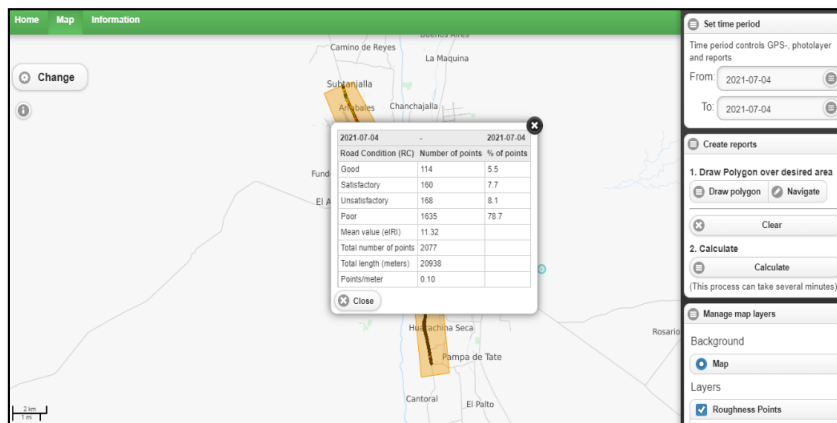 Home Map Information
Change
Buenos Aires
Camino de Reyes
La Maquina
Subtanjalla
Chanchajalla
Fund
El A
2021-07-04 - 2021-07-04
Road Condition (RC) Number of points % of points
Good 114 5.5
Satisfactory 160 7.7
Unsatisfactory 168 8.1
Poor 1635 78.7
Mean value (eIRI) 11.32
Total number of points 2077
Total length (meters) 20938
Points/meter 0.10
Close
Huacachina Seca
Pampa de Tate
Rosario
Cantoral
El Palto
2 km
1 mi
Set time period
Time period controls GPS-, photolayer
and reports
From: 2021-07-04
To: 2021-07-04
Create reports
1. Draw Polygon over desired area
Draw polygon Navigate
Clear
2. Calculate
Calculate
(This process can take several minutes)
Manage map layers
Background
Map
Layers
Roughness Points